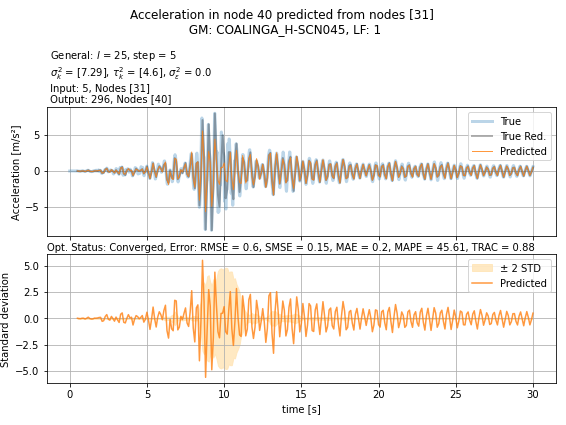 Acceleration in node 40 predicted from nodes [31]
GM: COALINGA_H-SCN045, LF: 1
General: l = 25, step = 5
σ²ₖ = [7.29], τ²ₖ = [4.6], σ²ε = 0.0
Input: 5, Nodes [31]
Output: 296, Nodes [40]
Acceleration [m/s²]
5
0
−5
True
True Red.
Predicted
Opt. Status: Converged, Error: RMSE = 0.6, SMSE = 0.15, MAE = 0.2, MAPE = 45.61, TRAC = 0.88
Standard deviation
5.0
2.5
0.0
−2.5
−5.0
± 2 STD
Predicted
0 5 10 15 20 25 30
time [s]